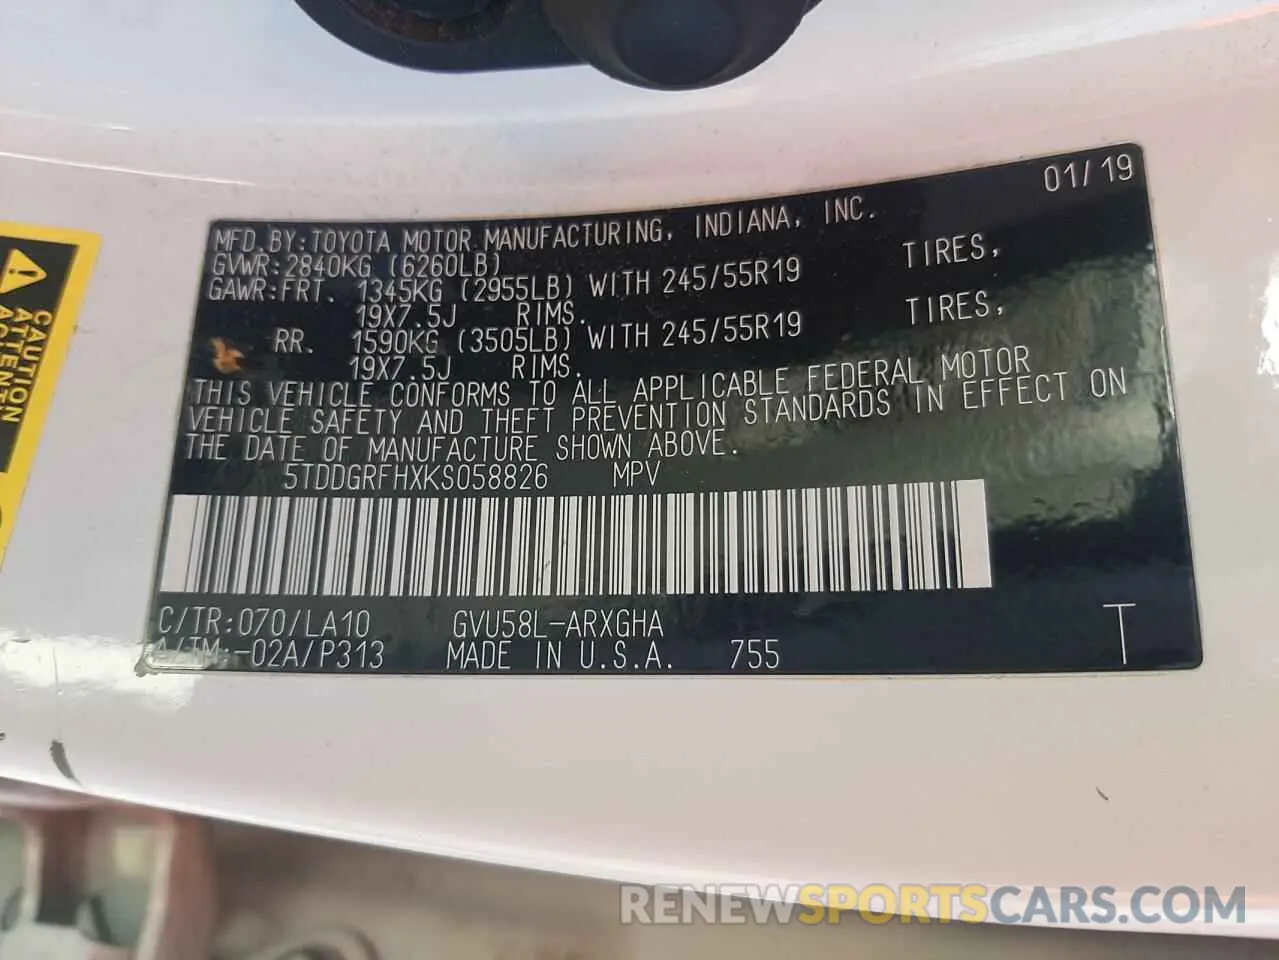 01/19
MFD.BY:TOYOTA MOTOR MANUFACTURING, INDIANA, INC.
GVWR:2840KG (6260LB)
GAWR:FRT. 1345KG (2955LB) WITH 245/55R19 TIRES,
19X7.5J RIMS.
RR. 1590KG (3505LB) WITH 245/55R19 TIRES,
19X7.5J RIMS.
THIS VEHICLE CONFORMS TO ALL APPLICABLE FEDERAL MOTOR
VEHICLE SAFETY AND THEFT PREVENTION STANDARDS IN EFFECT ON
THE DATE OF MANUFACTURE SHOWN ABOVE.
5TDDGRFHXKS058826 MPV
C/TR:070/LA10 GVU58L-ARXGHA
A/TM:-02A/P313 MADE IN U.S.A. 755 T
CAUTION
RENEWSPORTSCARS.COM